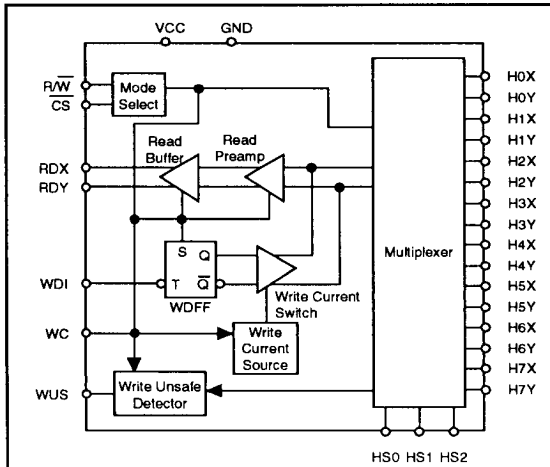 VCC GND
R/W̅
C̅S̅
Mode
Select
Read
Buffer
Read
Preamp
RDX
RDY
S
Q
T
Q̅
WDFF
WDI
Write Current
Switch
WC
Write
Current
Source
WUS
Write Unsafe
Detector
Multiplexer
H0X
H0Y
H1X
H1Y
H2X
H2Y
H3X
H3Y
H4X
H4Y
H5X
H5Y
H6X
H6Y
H7X
H7Y
HS0 HS1 HS2